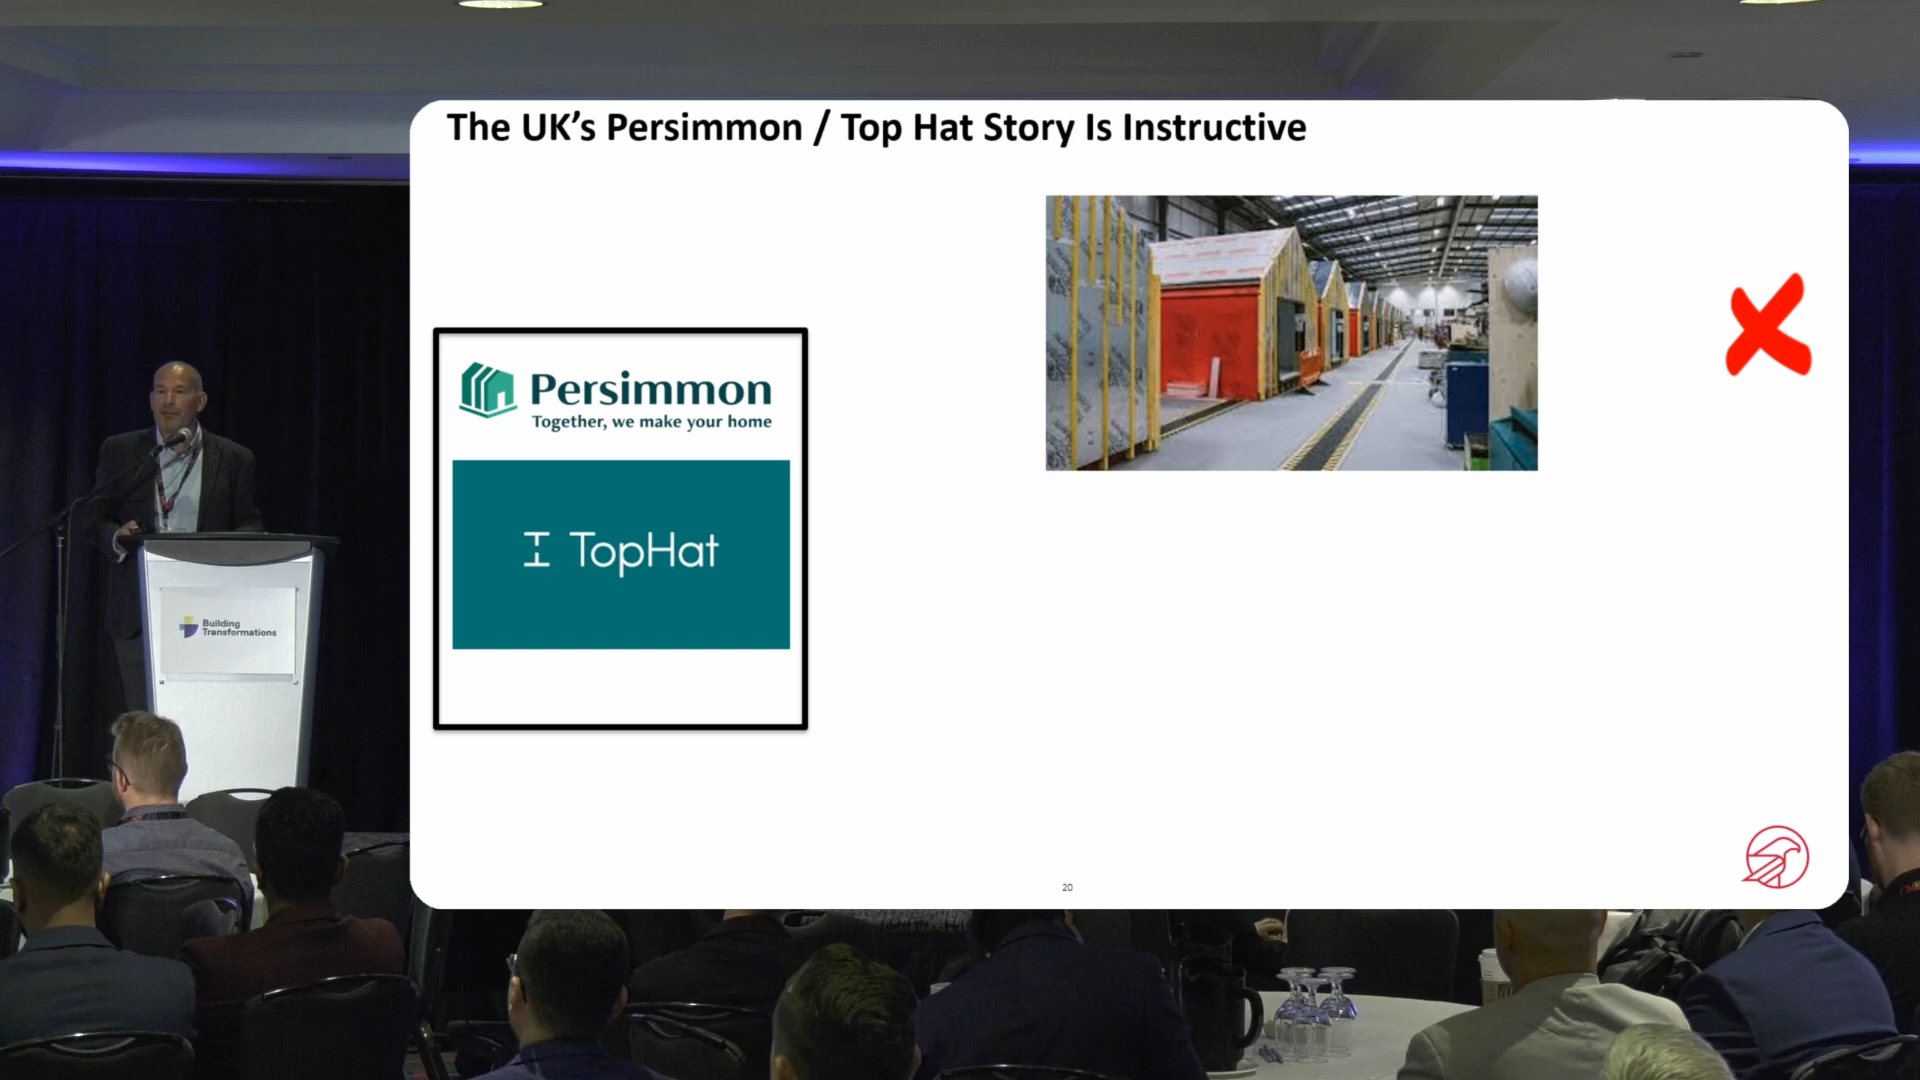 The UK's Persimmon / Top Hat Story Is Instructive
Persimmon
Together, we make your home
TopHat
Building
Transformations
20